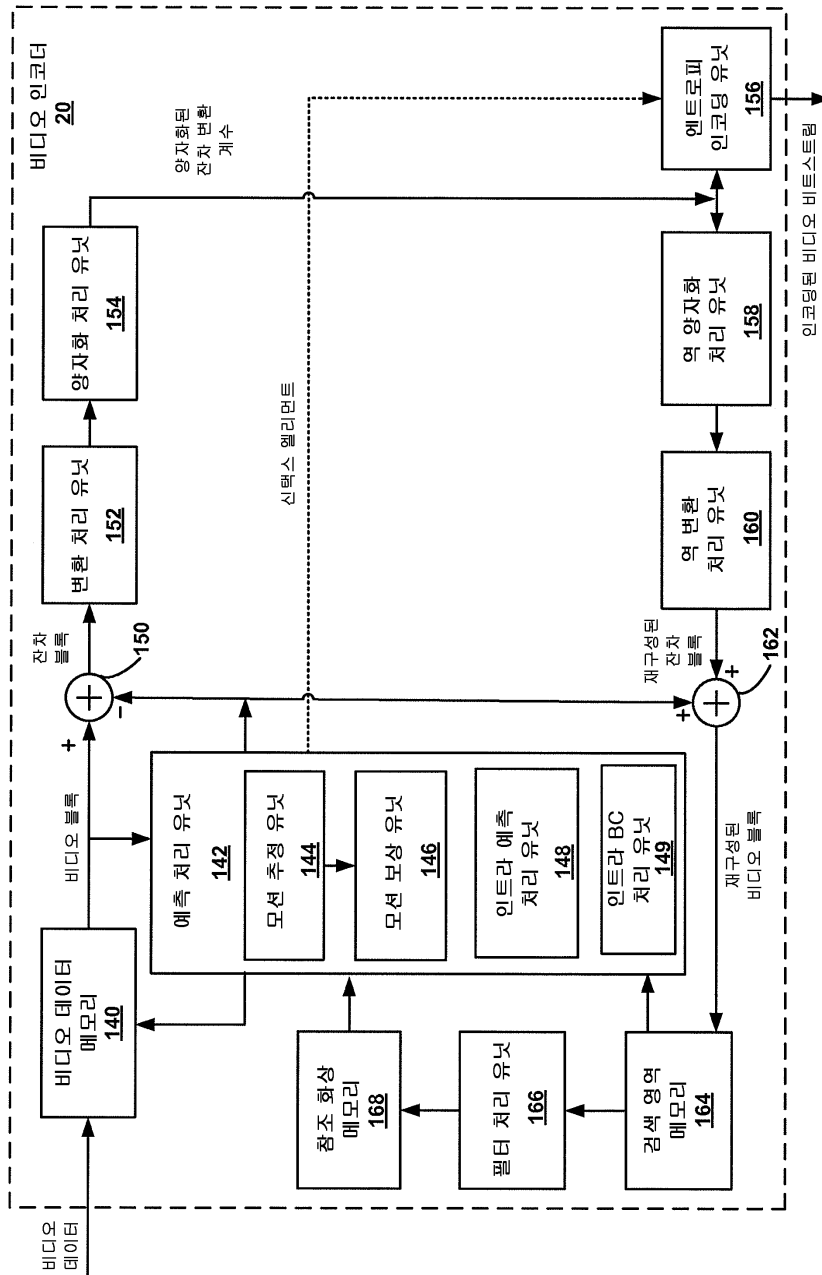 비디오 인코더
20
비디오
데이터
비디오 데이터
메모리
140
비디오 블록
+
-
150
잔차
블록
변환 처리 유닛
152
양자화 처리 유닛
154
양자화된
잔차 변환
계수
예측 처리 유닛
142
모션 추정 유닛
144
모션 보상 유닛
146
인트라 예측
처리 유닛
148
인트라 BC
처리 유닛
149
신택스 엘리먼트
참조 화상
메모리
168
필터 처리 유닛
166
검색 영역
메모리
164
재구성된
비디오 블록
+
+
162
재구성된
잔차
블록
역 변환
처리 유닛
160
역 양자화
처리 유닛
158
엔트로피
인코딩 유닛
156
인코딩된 비디오 비트스트림